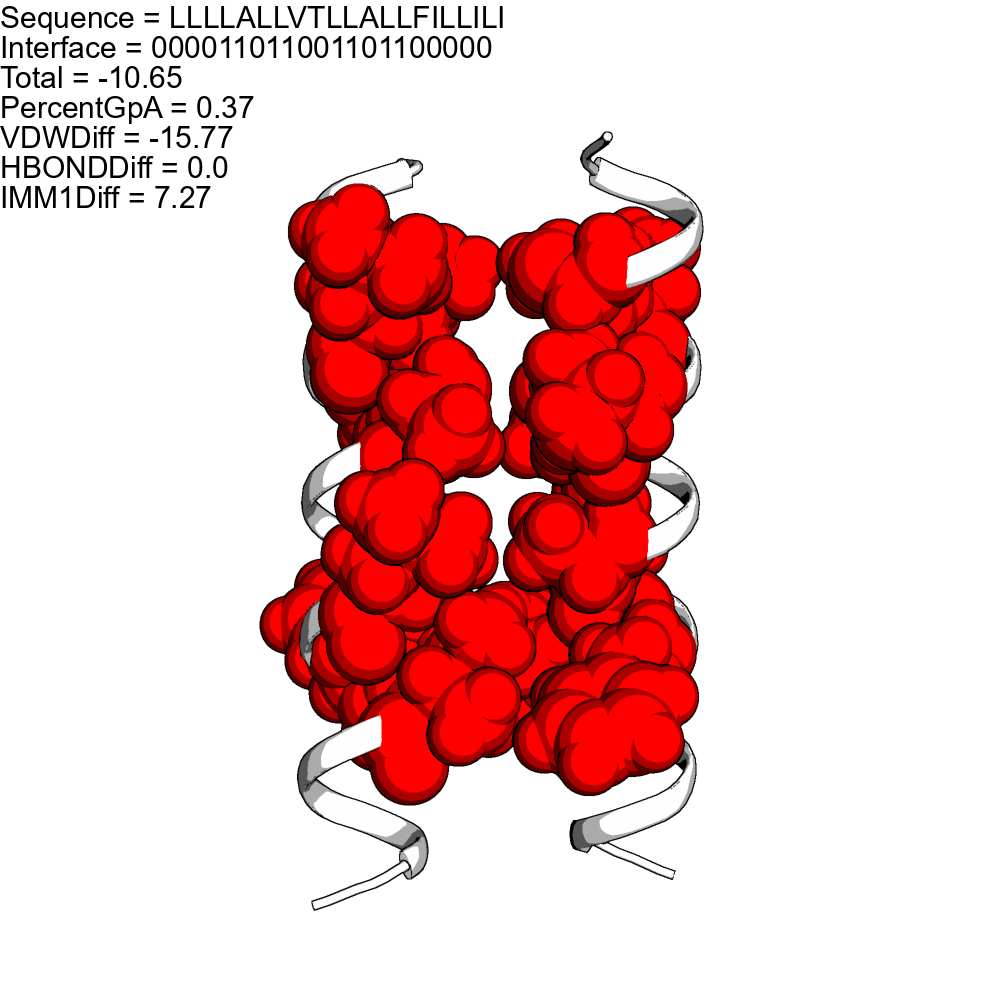 Sequence = LLLLALLVTLLALLFILLILI
Interface = 000011011001101100000
Total = -10.65
PercentGpA = 0.37
VDWDiff = -15.77
HBONDDiff = 0.0
IMM1Diff = 7.27